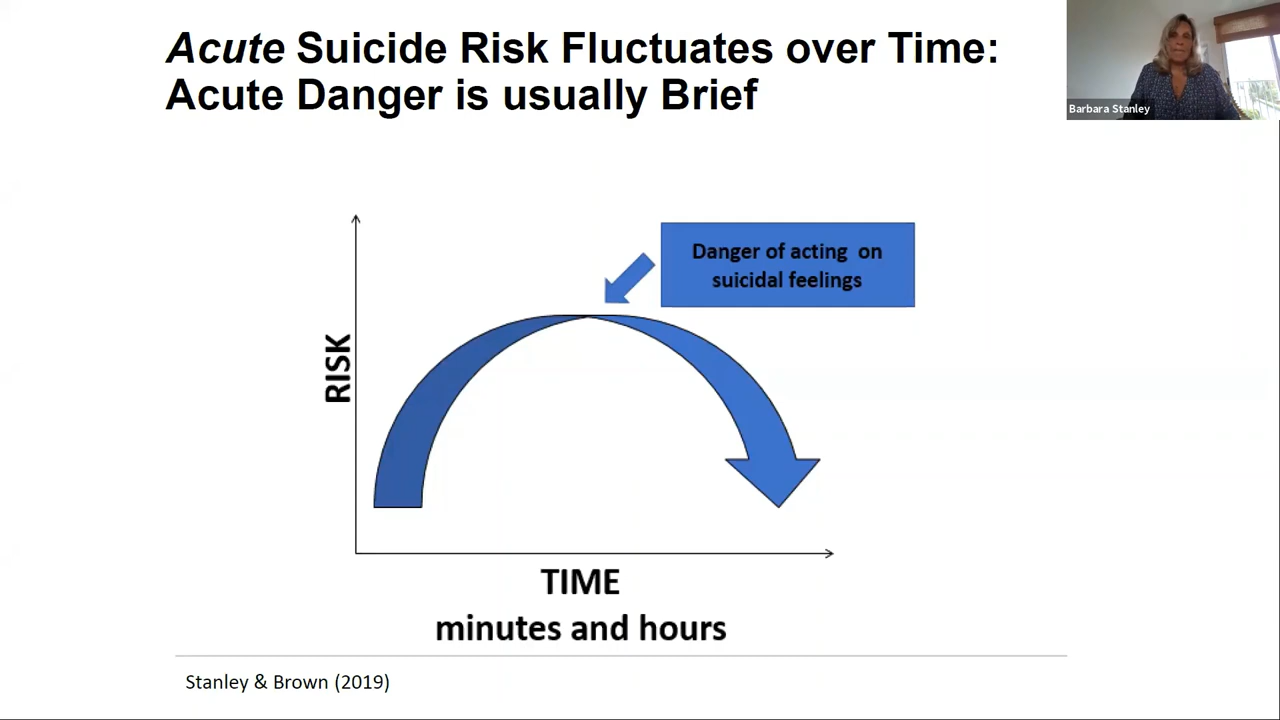 Acute Suicide Risk Fluctuates over Time:
Acute Danger is usually Brief
Barbara Stanley
Danger of acting on
suicidal feelings
RISK
TIME
minutes and hours
Stanley & Brown (2019)